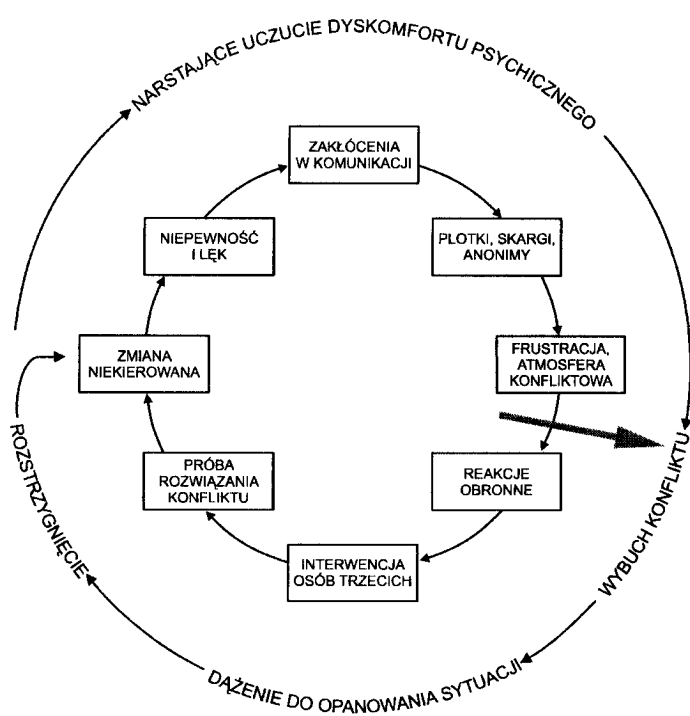 NARSTAJĄCE UCZUCIE DYSKOMFORTU PSYCHICZNEGO
ZAKŁÓCENIA
W KOMUNIKACJI
NIEPEWNOŚĆ
I LĘK
PLOTKI, SKARGI,
ANONIMY
ZMIANA
NIEKIEROWANA
FRUSTRACJA,
ATMOSFERA
KONFLIKTOWA
PRÓBA
ROZWIĄZANIA
KONFLIKTU
REAKCJE
OBRONNE
INTERWENCJA
OSÓB TRZECICH
WYBUCH KONFLIKTU
DĄŻENIE DO OPANOWANIA SYTUACJI
ROZSTRZYGNIĘCIE